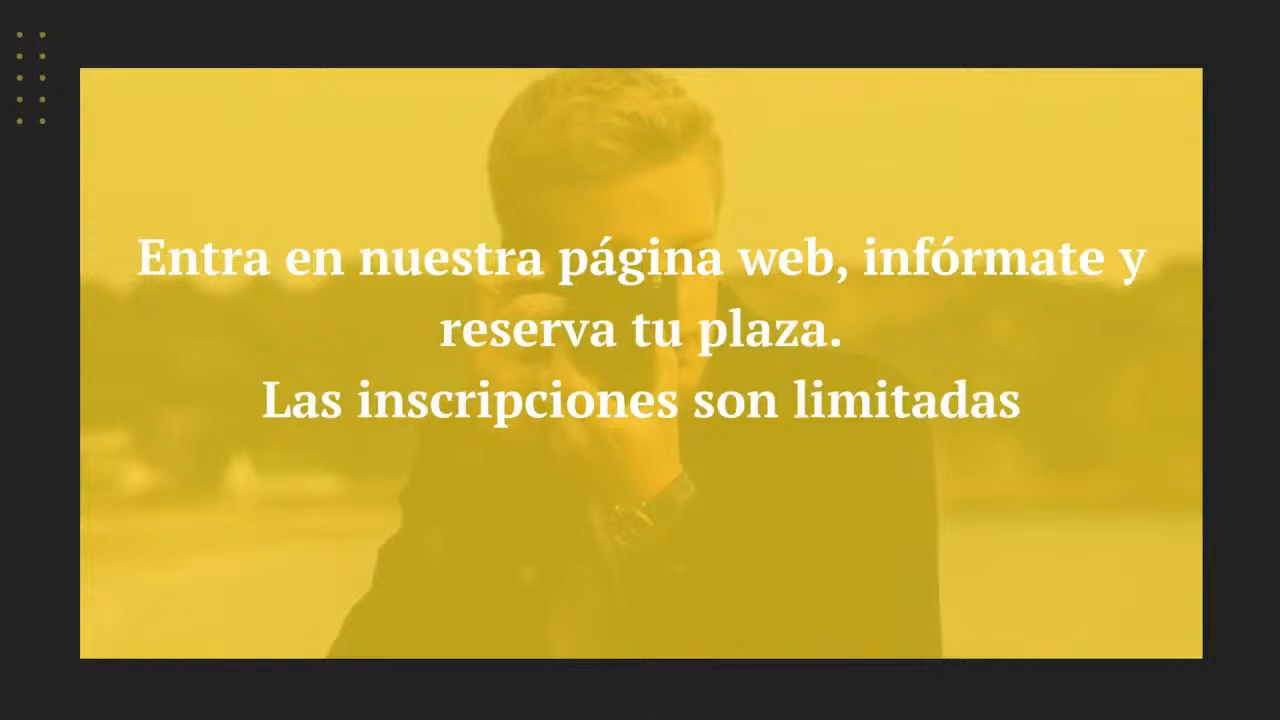 Entra en nuestra página web, infórmate y
reserva tu plaza.
Las inscripciones son limitadas